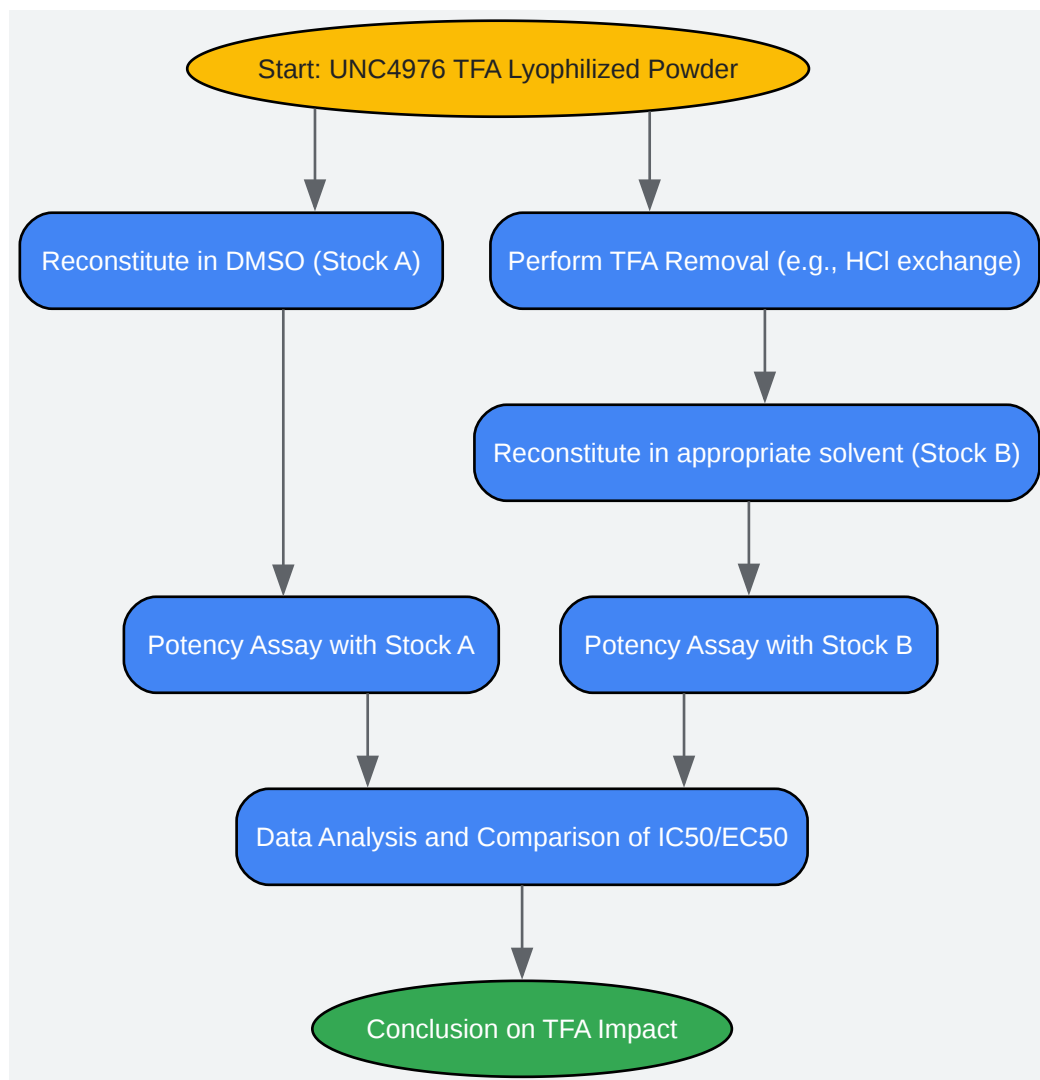 Start: UNC4976 TFA Lyophilized Powder
Reconstitute in DMSO (Stock A)
Perform TFA Removal (e.g., HCl exchange)
Reconstitute in appropriate solvent (Stock B)
Potency Assay with Stock A
Potency Assay with Stock B
Data Analysis and Comparison of IC50/EC50
Conclusion on TFA Impact